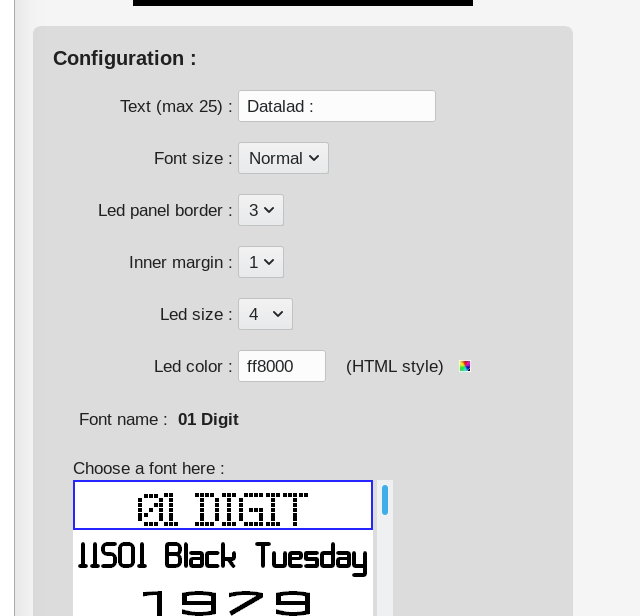 Configuration :
Text (max 25) : Datalad :
Font size : Normal
Led panel border : 3
Inner margin : 1
Led size : 4
Led color : ff8000 (HTML style)
Font name : 01 Digit
Choose a font here :
01 DIGIT
11S01 Black Tuesday
1979